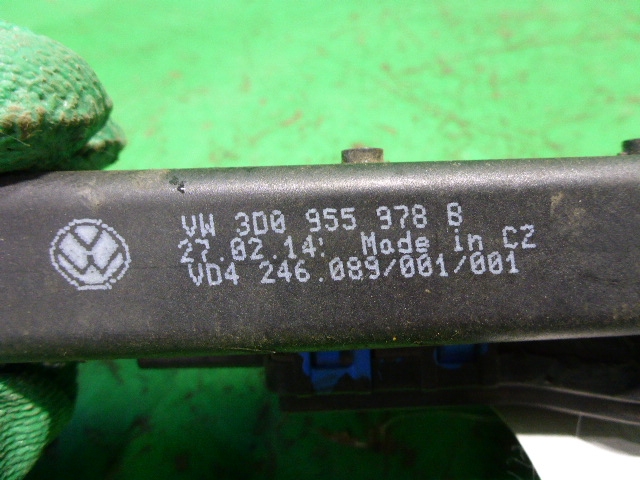 VW 3D0 955 978 B
27.02.14: Made in CZ
VD4 246.089/001/001